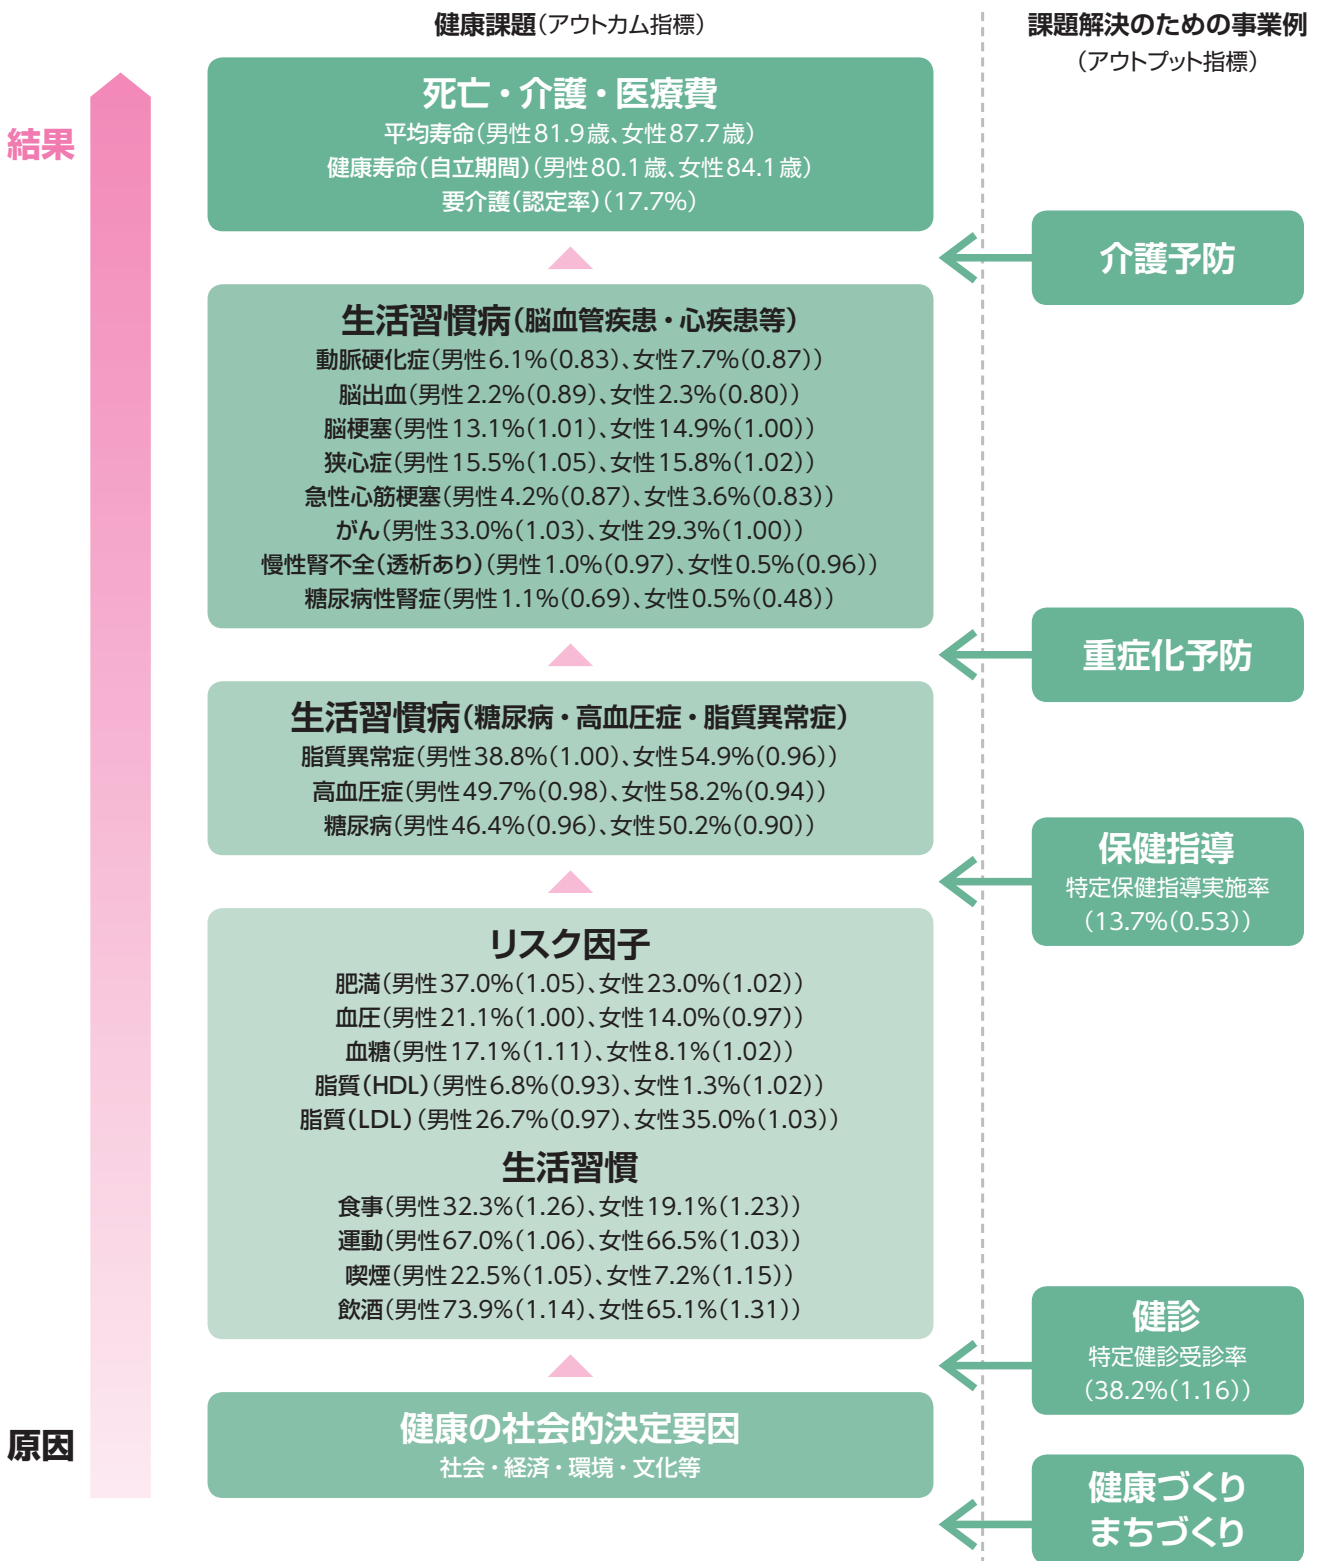 健康課題(アウトカム指標)
課題解決のための事業例
(アウトプット指標)
結果
死亡・介護・医療費
平均寿命(男性81.9歳、女性87.7歳)
健康寿命(自立期間)(男性80.1歳、女性84.1歳)
要介護(認定率)(17.7%)
介護予防
生活習慣病(脳血管疾患・心疾患等)
動脈硬化症(男性6.1%(0.83)、女性7.7%(0.87))
脳出血(男性2.2%(0.89)、女性2.3%(0.80))
脳梗塞(男性13.1%(1.01)、女性14.9%(1.00))
狭心症(男性15.5%(1.05)、女性15.8%(1.02))
急性心筋梗塞(男性4.2%(0.87)、女性3.6%(0.83))
がん(男性33.0%(1.03)、女性29.3%(1.00))
慢性腎不全(透析あり)(男性1.0%(0.97)、女性0.5%(0.96))
糖尿病性腎症(男性1.1%(0.69)、女性0.5%(0.48))
重症化予防
生活習慣病(糖尿病・高血圧症・脂質異常症)
脂質異常症(男性38.8%(1.00)、女性54.9%(0.96))
高血圧症(男性49.7%(0.98)、女性58.2%(0.94))
糖尿病(男性46.4%(0.96)、女性50.2%(0.90))
保健指導
特定保健指導実施率
(13.7%(0.53))
リスク因子
肥満(男性37.0%(1.05)、女性23.0%(1.02))
血圧(男性21.1%(1.00)、女性14.0%(0.97))
血糖(男性17.1%(1.11)、女性8.1%(1.02))
脂質(HDL)(男性6.8%(0.93)、女性1.3%(1.02))
脂質(LDL)(男性26.7%(0.97)、女性35.0%(1.03))
生活習慣
食事(男性32.3%(1.26)、女性19.1%(1.23))
運動(男性67.0%(1.06)、女性66.5%(1.03))
喫煙(男性22.5%(1.05)、女性7.2%(1.15))
飲酒(男性73.9%(1.14)、女性65.1%(1.31))
健診
特定健診受診率
(38.2%(1.16))
原因
健康の社会的決定要因
社会・経済・環境・文化等
健康づくり
まちづくり